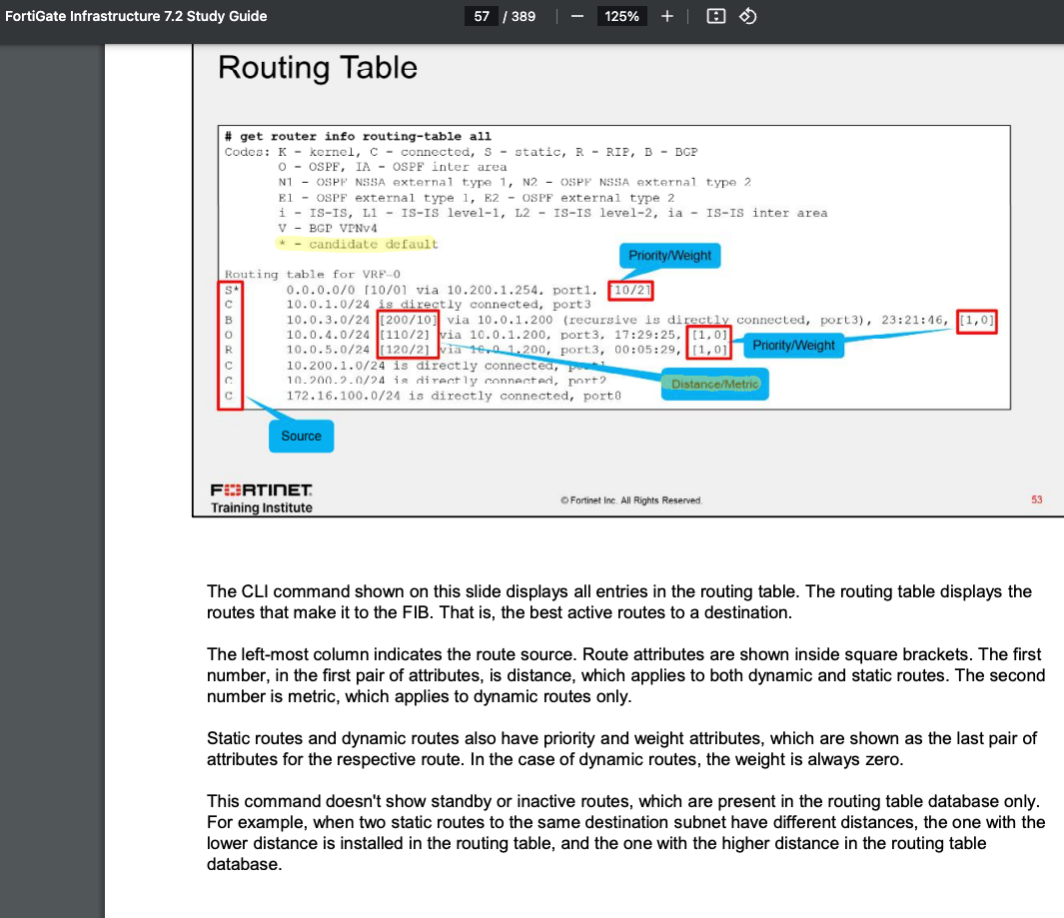 FortiGate Infrastructure 7.2 Study Guide
57 / 389 — 125% +
Routing Table
# get router info routing-table all
Codes: K - kernel, C - connected, S - static, R - RIP, B - BGP
O - OSPF, IA - OSPF inter area
N1 - OSPF NSSA external type 1, N2 - OSPF NSSA external type 2
E1 - OSPF external type 1, E2 - OSPF external type 2
i - IS-IS, L1 - IS-IS level-1, L2 - IS-IS level-2, ia - IS-IS inter area
V - BGP VPNv4
* - candidate default
Priority/Weight
Routing table for VRF=0
S* 0.0.0.0/0 [10/0] via 10.200.1.254, port1, [10/2]
C 10.0.1.0/24 is directly connected, port3
B 10.0.3.0/24 [200/10] via 10.0.1.200 (recursive is directly connected, port3), 23:21:46, [1,0]
O 10.0.4.0/24 [110/2] via 10.0.1.200, port3, 17:29:25, [1,0]
R 10.0.5.0/24 [120/2] via 10.0.1.200, port3, 00:05:29, [1,0]
Priority/Weight
C 10.200.1.0/24 is directly connected,
C 10.200.2.0/24 is directly connected, port2
C 172.16.100.0/24 is directly connected,
Distance/Metric
Source
FORTINET
Training Institute
© Fortinet Inc. All Rights Reserved.
53
The CLI command shown on this slide displays all entries in the routing table. The routing table displays the
routes that make it to the FIB. That is, the best active routes to a destination.
The left-most column indicates the route source. Route attributes are shown inside square brackets. The first
number, in the first pair of attributes, is distance, which applies to both dynamic and static routes. The second
number is metric, which applies to dynamic routes only.
Static routes and dynamic routes also have priority and weight attributes, which are shown as the last pair of
attributes for the respective route. In the case of dynamic routes, the weight is always zero.
This command doesn't show standby or inactive routes, which are present in the routing table database only.
For example, when two static routes to the same destination subnet have different distances, the one with the
lower distance is installed in the routing table, and the one with the higher distance in the routing table
database.